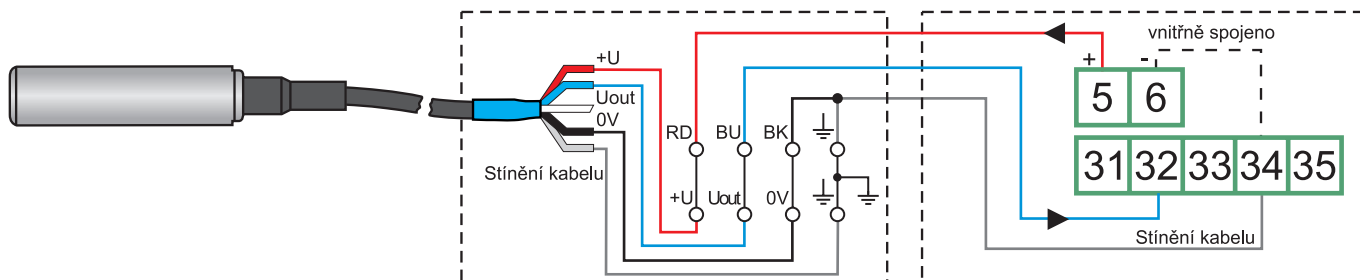 vnitřně spojeno
+U
+ -
5 6
Uout
0V
RD BU BK
31 32 33 34 35
Stínění kabelu
+U Uout 0V
Stínění kabelu